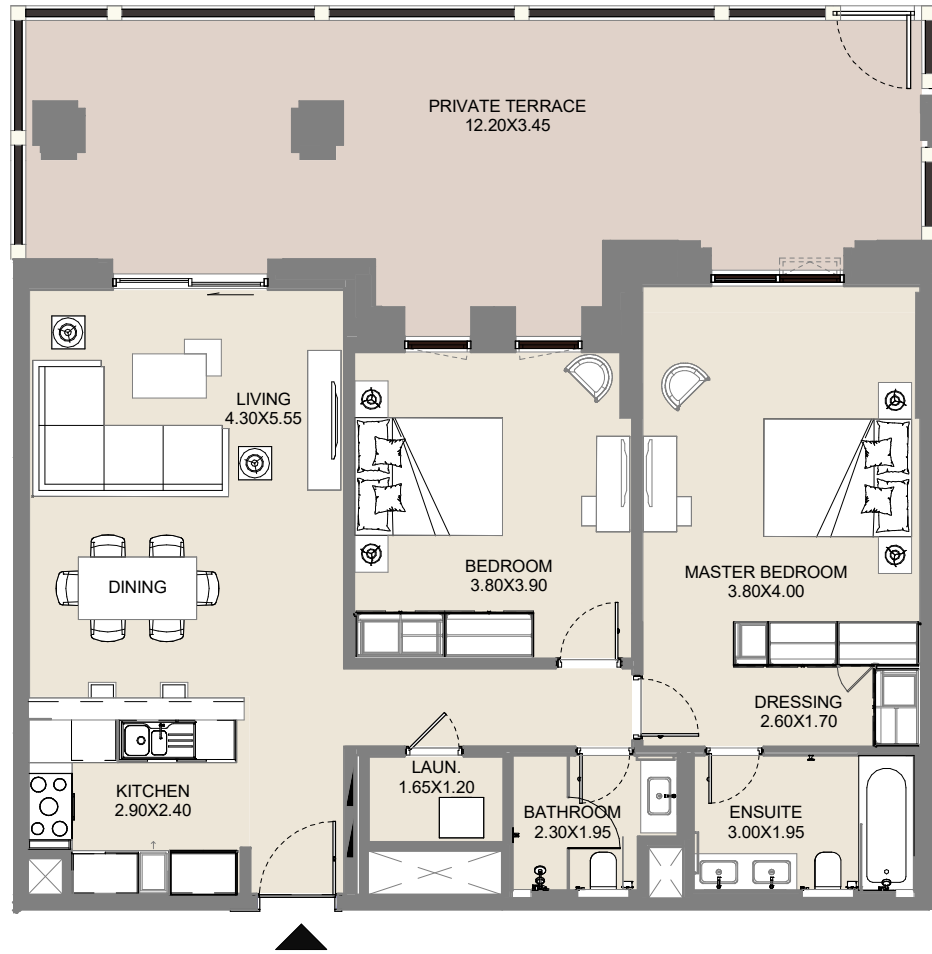 PRIVATE TERRACE
12.20X3.45
LIVING
4.30X5.55
BEDROOM
3.80X3.90
MASTER BEDROOM
3.80X4.00
DINING
DRESSING
2.60X1.70
KITCHEN
2.90X2.40
LAUN.
1.65X1.20
BATHROOM
2.30X1.95
ENSUITE
3.00X1.95